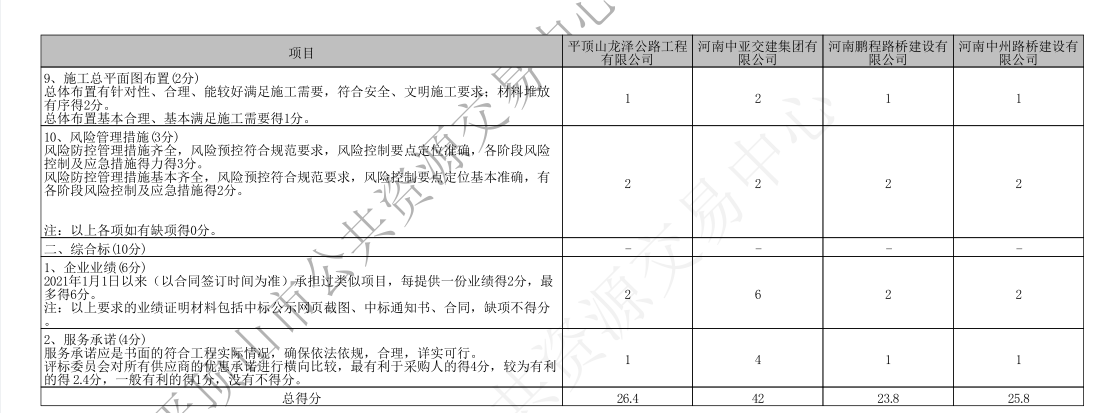 项目
平顶山龙泽公路工程
有限公司
河南中亚交建集团有
限公司
河南鹏程路桥建设有
限公司
河南中州路桥建设有
限公司
9、施工总平面图布置(2分)
总体布置有针对性、合理、能较好满足施工需要，符合安全、文明施工要求；材料堆放
有序得2分。
总体布置基本合理、基本满足施工需要得1分。
1
2
1
1
10、风险管理措施(3分)
风险防控管理措施齐全，风险预控符合规范要求，风险控制要点定位准确，各阶段风险
控制及应急措施得力得3分。
风险防控管理措施基本齐全，风险预控符合规范要求，风险控制要点定位基本准确，有
各阶段风险控制及应急措施得2分。
注：以上各项如有缺项得0分。
2
2
2
2
二、综合标(10分)
—
—
—
—
1、企业业绩(6分)
2021年1月1日以来（以合同签订时间为准）承担过类似项目，每提供一份业绩得2分，最
多得6分。
注：以上要求的业绩证明材料包括中标公示网页截图、中标通知书、合同，缺项不得分
。
2
6
2
2
2、服务承诺(4分)
服务承诺应是书面的符合工程实际情况，确保依法依规，合理，详实可行。
评标委员会对所有供应商的优惠承诺进行横向比较，最有利于采购人的得4分，较为有利
的得 2.4分，一般有利的得1分，没有不得分。
1
4
1
1
总得分
26.4
42
23.8
25.8
平顶山市公共资源交易中心
共资源交易中心